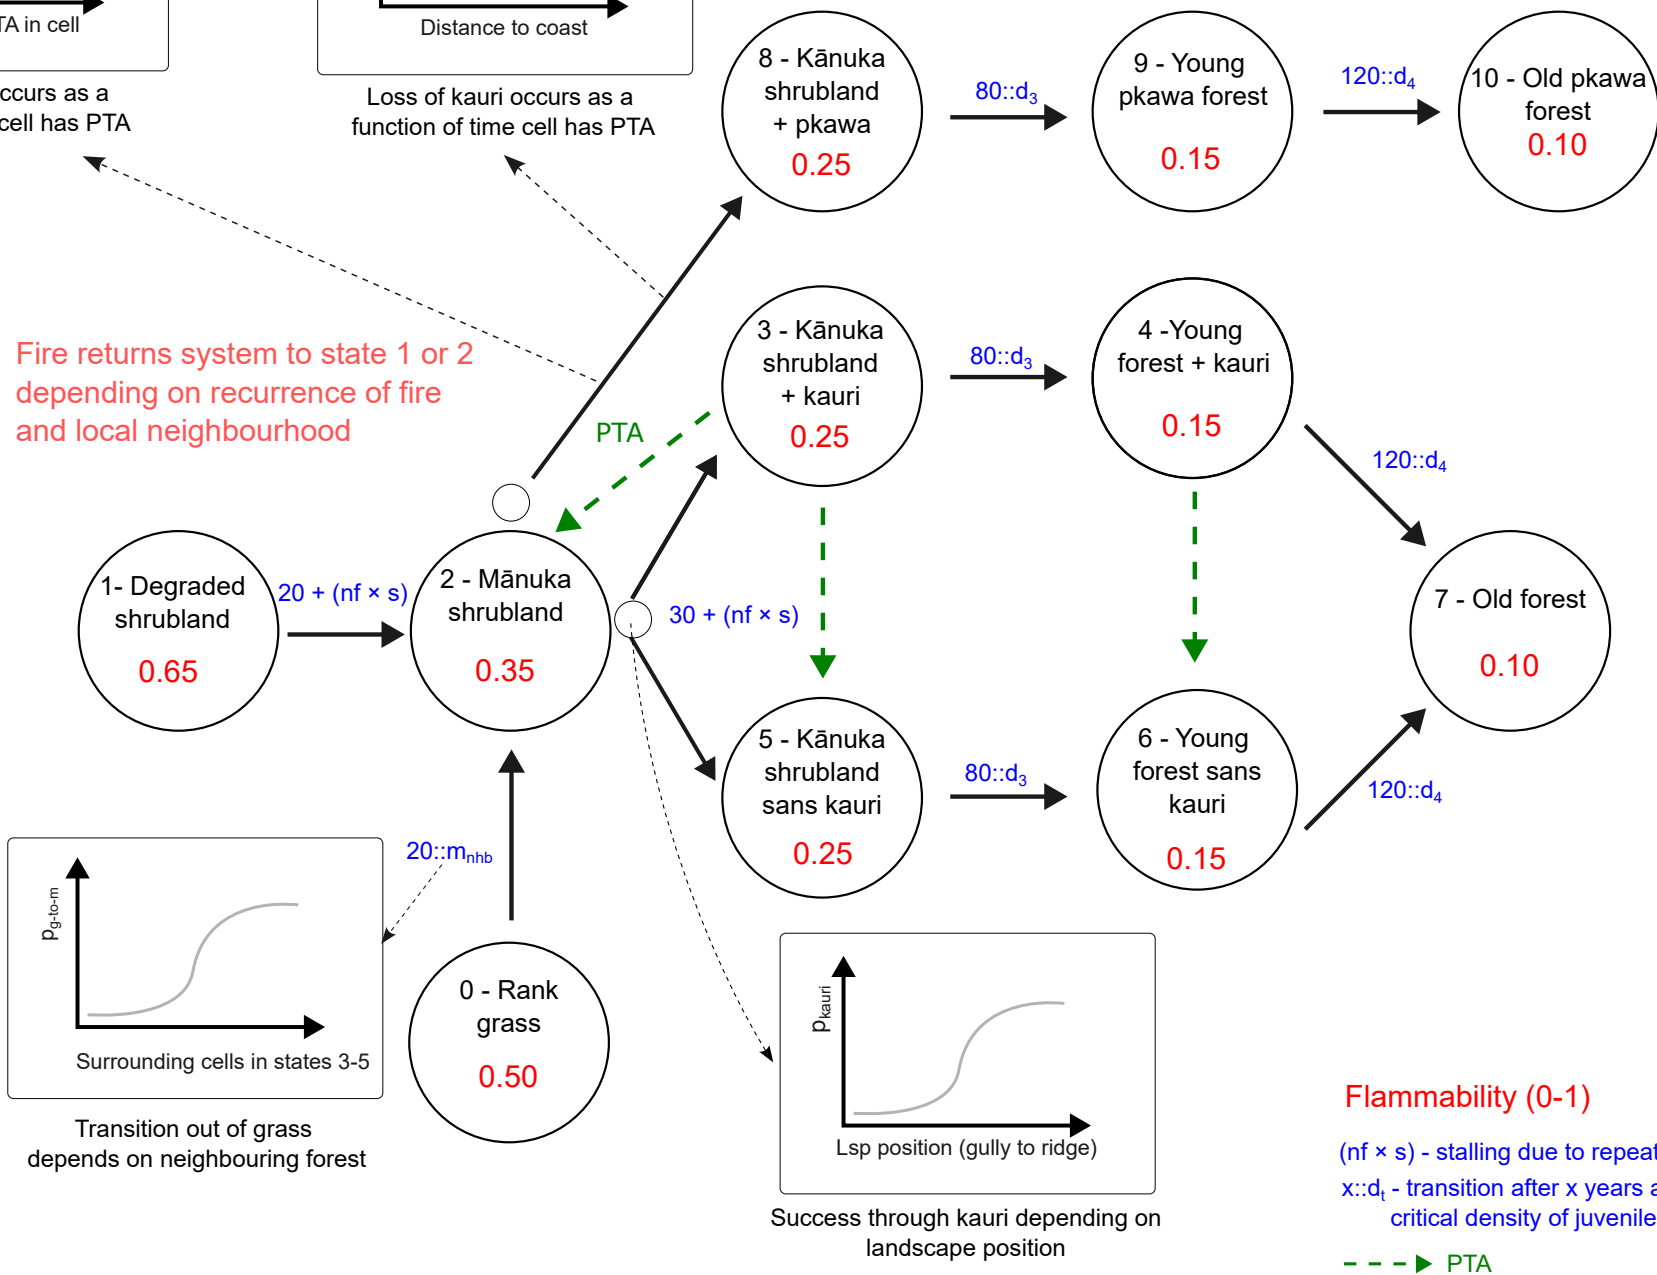 TA in cell
Distance to coast
ccurs as a
cell has PTA
Loss of kauri occurs as a
function of time cell has PTA
8 - Kānuka
shrubland
+ pkawa
0.25
80::d₃
9 - Young
pkawa forest
0.15
120::d₄
10 - Old pkawa
forest
0.10
Fire returns system to state 1 or 2
depending on recurrence of fire
and local neighbourhood
PTA
3 - Kānuka
shrubland
+ kauri
0.25
80::d₃
4 -Young
forest + kauri
0.15
120::d₄
1- Degraded
shrubland
0.65
20 + (nf × s)
2 - Mānuka
shrubland
0.35
30 + (nf × s)
7 - Old forest
0.10
5 - Kānuka
shrubland
sans kauri
0.25
80::d₃
6 - Young
forest sans
kauri
0.15
120::d₄
20::mnhb
pg-to-m
Surrounding cells in states 3-5
Transition out of grass
depends on neighbouring forest
0 - Rank
grass
0.50
pkauri
Lsp position (gully to ridge)
Success through kauri depending on
landscape position
Flammability (0-1)
(nf × s) - stalling due to repeat
x::dₜ - transition after x years a
critical density of juvenile
PTA